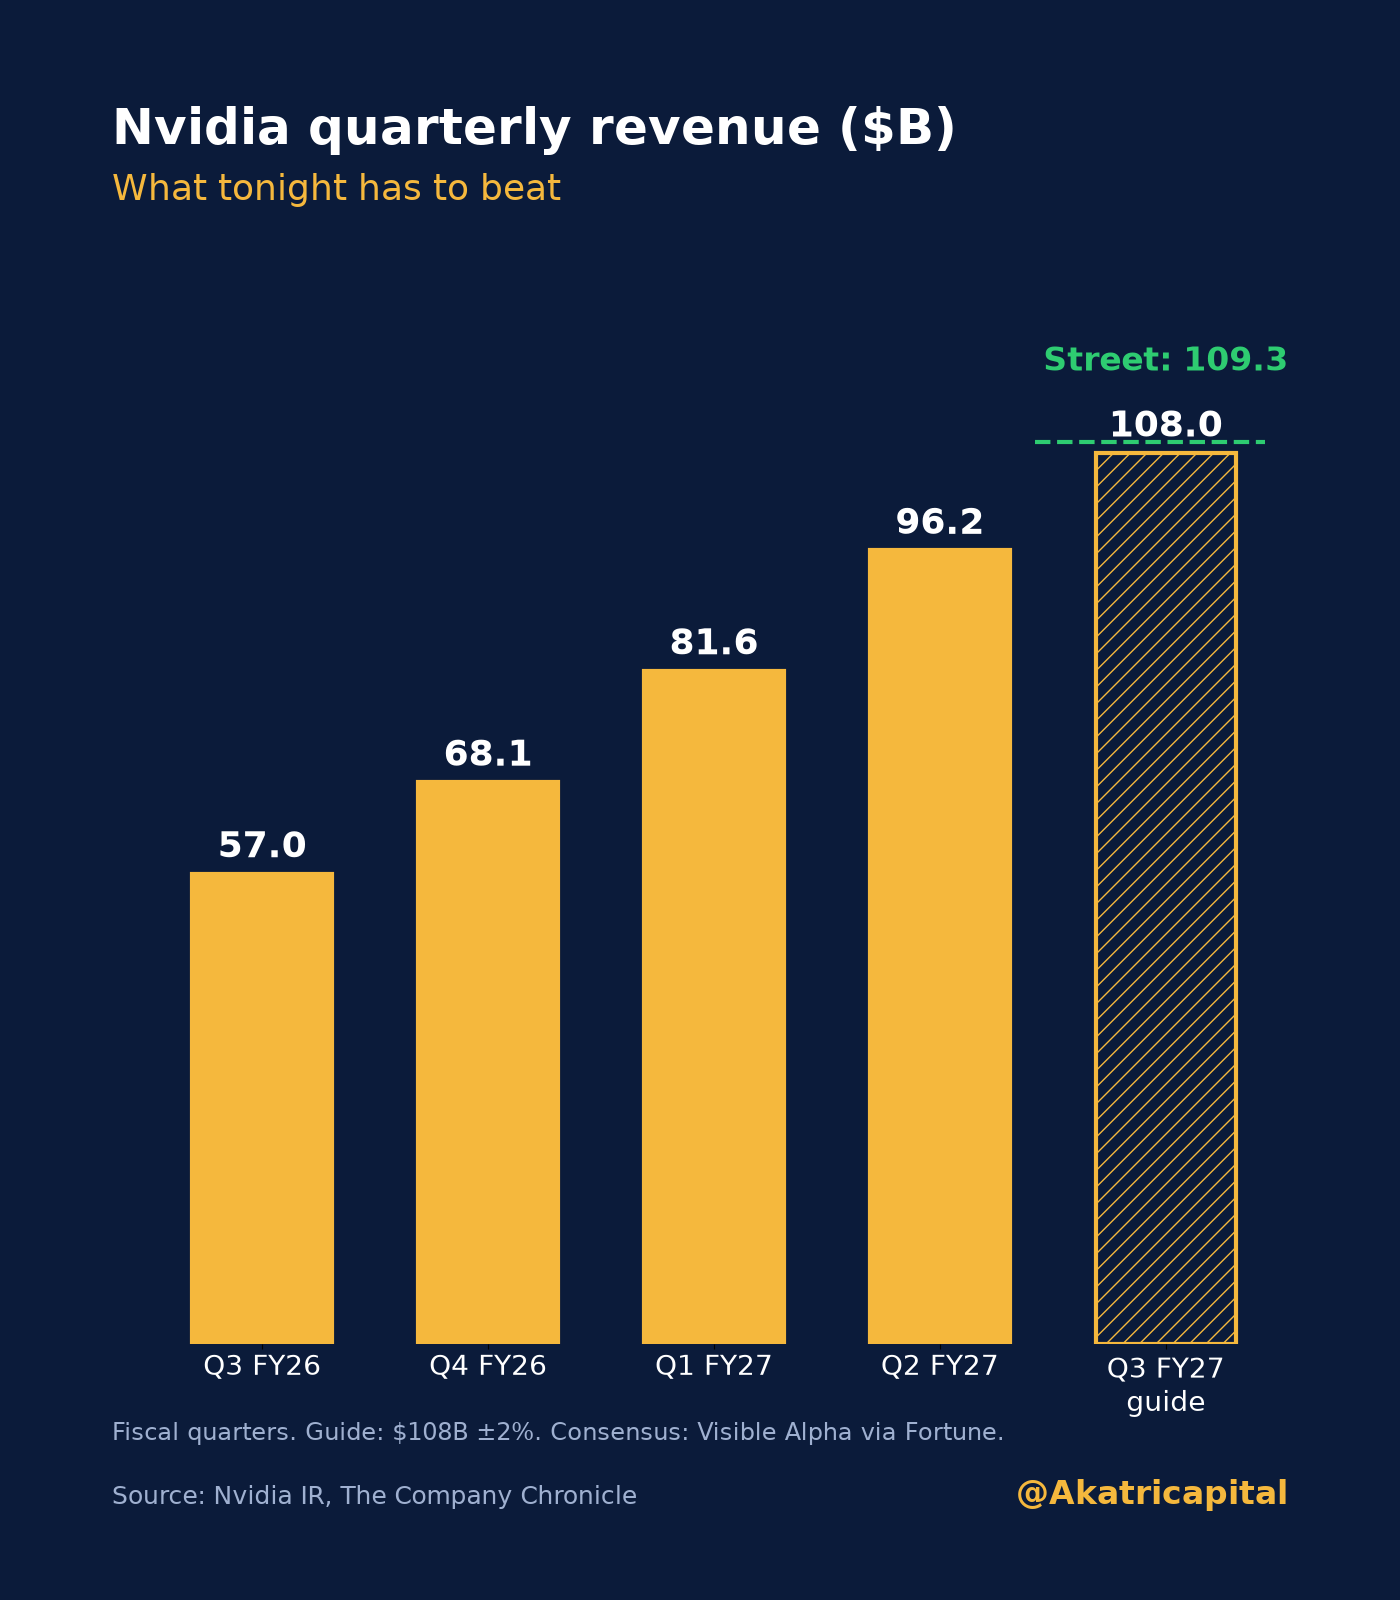 Nvidia quarterly revenue ($B)
What tonight has to beat
Street: 109.3
108.0
96.2
81.6
68.1
57.0
Q3 FY26
Q4 FY26
Q1 FY27
Q2 FY27
Q3 FY27
guide
Fiscal quarters. Guide: $108B ±2%. Consensus: Visible Alpha via Fortune.
Source: Nvidia IR, The Company Chronicle
@Akatricapital